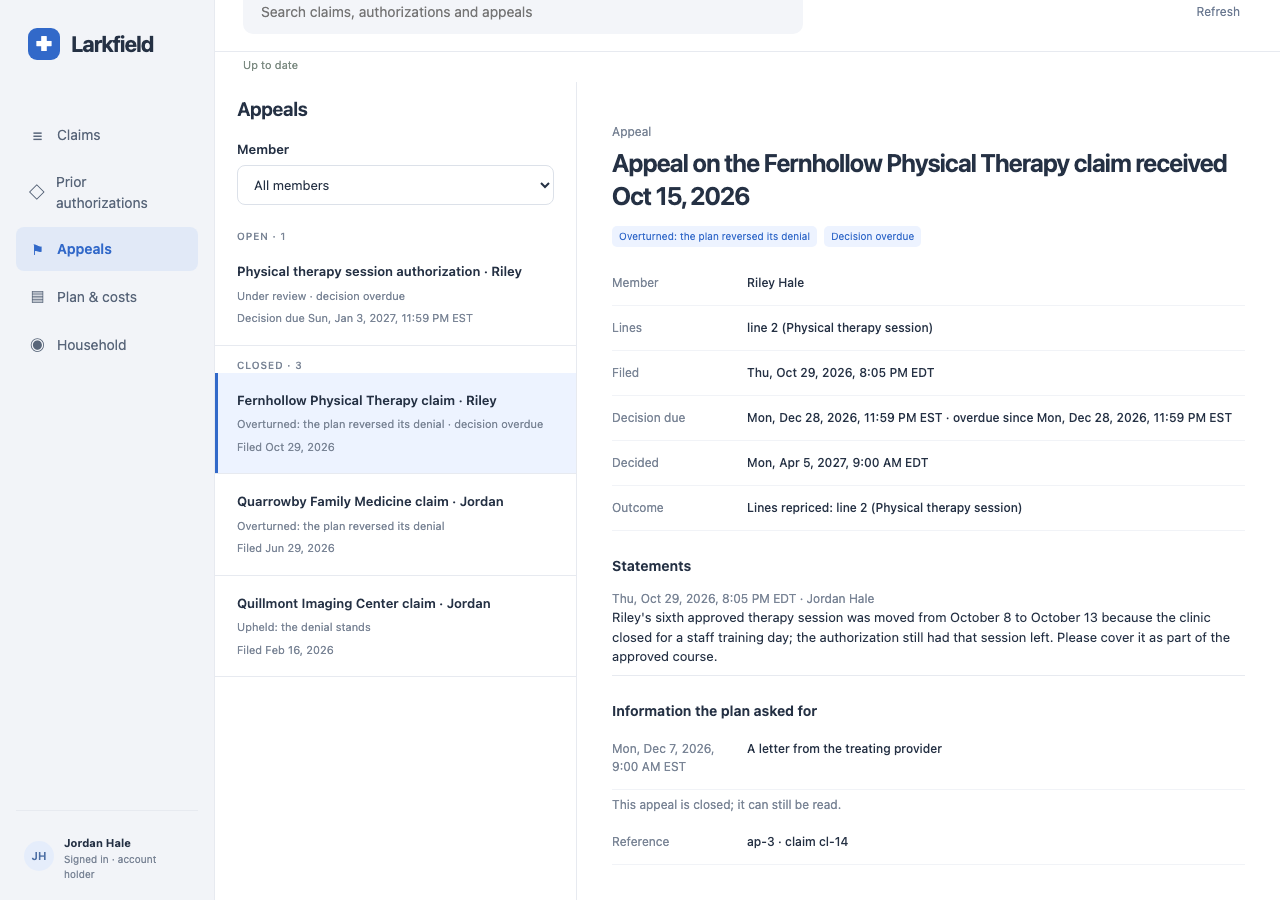 Larkfield
Claims
Prior
authorizations
Appeals
Plan & costs
Household
JH
Jordan Hale
Signed in · account
holder
Search claims, authorizations and appeals
Refresh
Up to date
Appeals
Member
All members
OPEN · 1
Physical therapy session authorization · Riley
Under review · decision overdue
Decision due Sun, Jan 3, 2027, 11:59 PM EST
CLOSED · 3
Fernhollow Physical Therapy claim · Riley
Overturned: the plan reversed its denial · decision overdue
Filed Oct 29, 2026
Quarrowby Family Medicine claim · Jordan
Overturned: the plan reversed its denial
Filed Jun 29, 2026
Quillmont Imaging Center claim · Jordan
Upheld: the denial stands
Filed Feb 16, 2026
Appeal
Appeal on the Fernhollow Physical Therapy claim received
Oct 15, 2026
Overturned: the plan reversed its denial
Decision overdue
Member
Riley Hale
Lines
line 2 (Physical therapy session)
Filed
Thu, Oct 29, 2026, 8:05 PM EDT
Decision due
Mon, Dec 28, 2026, 11:59 PM EST · overdue since Mon, Dec 28, 2026, 11:59 PM EST
Decided
Mon, Apr 5, 2027, 9:00 AM EDT
Outcome
Lines repriced: line 2 (Physical therapy session)
Statements
Thu, Oct 29, 2026, 8:05 PM EDT · Jordan Hale
Riley's sixth approved therapy session was moved from October 8 to October 13 because the clinic
closed for a staff training day; the authorization still had that session left. Please cover it as part of the
approved course.
Information the plan asked for
Mon, Dec 7, 2026,
9:00 AM EST
A letter from the treating provider
This appeal is closed; it can still be read.
Reference
ap-3 · claim cl-14